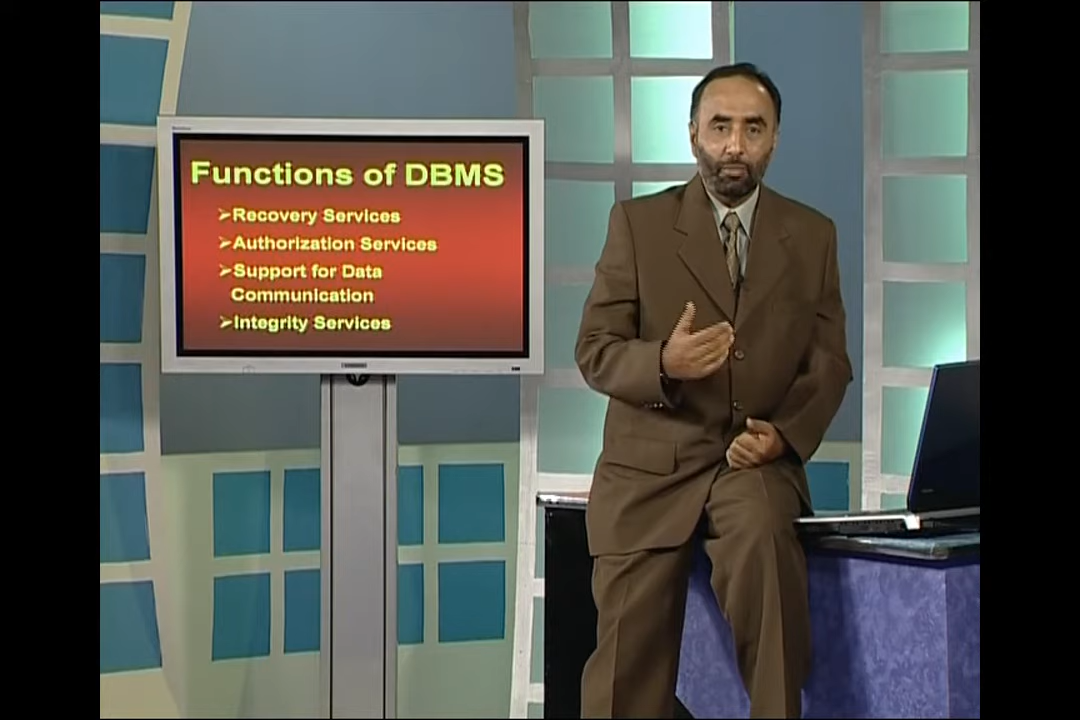 Functions of DBMS
➢Recovery Services
➢Authorization Services
➢Support for Data
Communication
➢Integrity Services